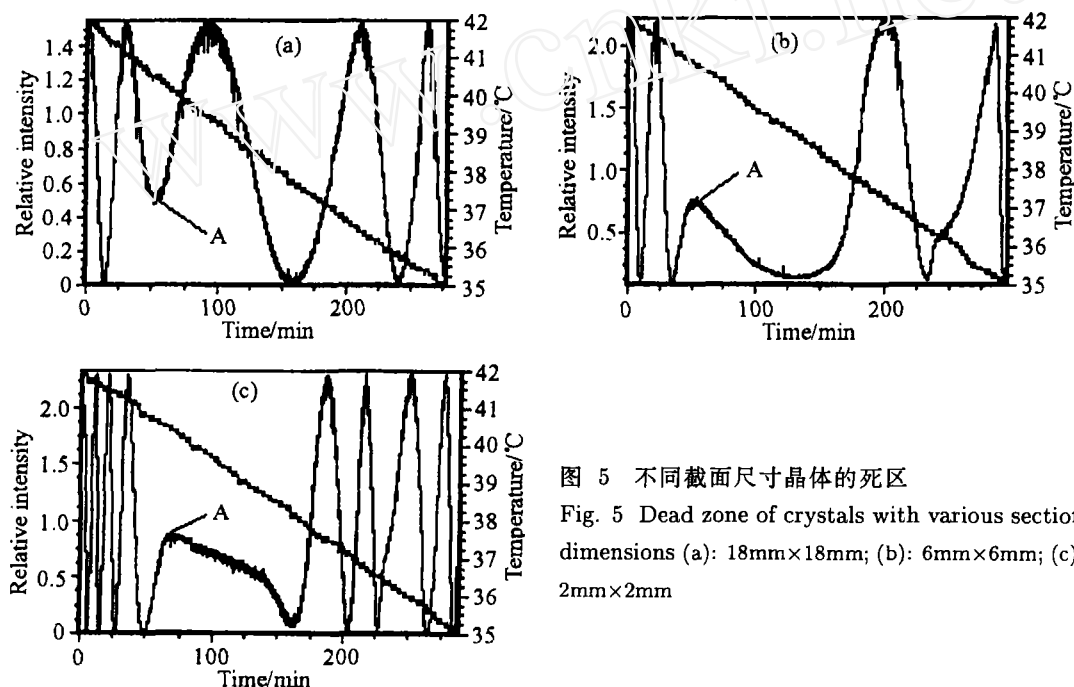 (a)
1.4
1.2
1.0
0.8
0.6
0.4
0.2
0
Relative intensity
42
41
40
39
38
37
36
35
Temperature/℃
A
0 100 200
Time/min
(b)
2.0
1.5
1.0
0.5
Relative intensity
42
41
40
39
38
37
36
35
Temperature/℃
A
0 100 200
Time/min
(c)
2.0
1.5
1.0
0.5
0
Relative intensity
42
41
40
39
38
37
36
35
Temperature/℃
A
0 100 200
Time/min
图 5 不同截面尺寸晶体的死区
Fig. 5 Dead zone of crystals with various section
dimensions (a): 18mm×18mm; (b): 6mm×6mm; (c)
2mm×2mm